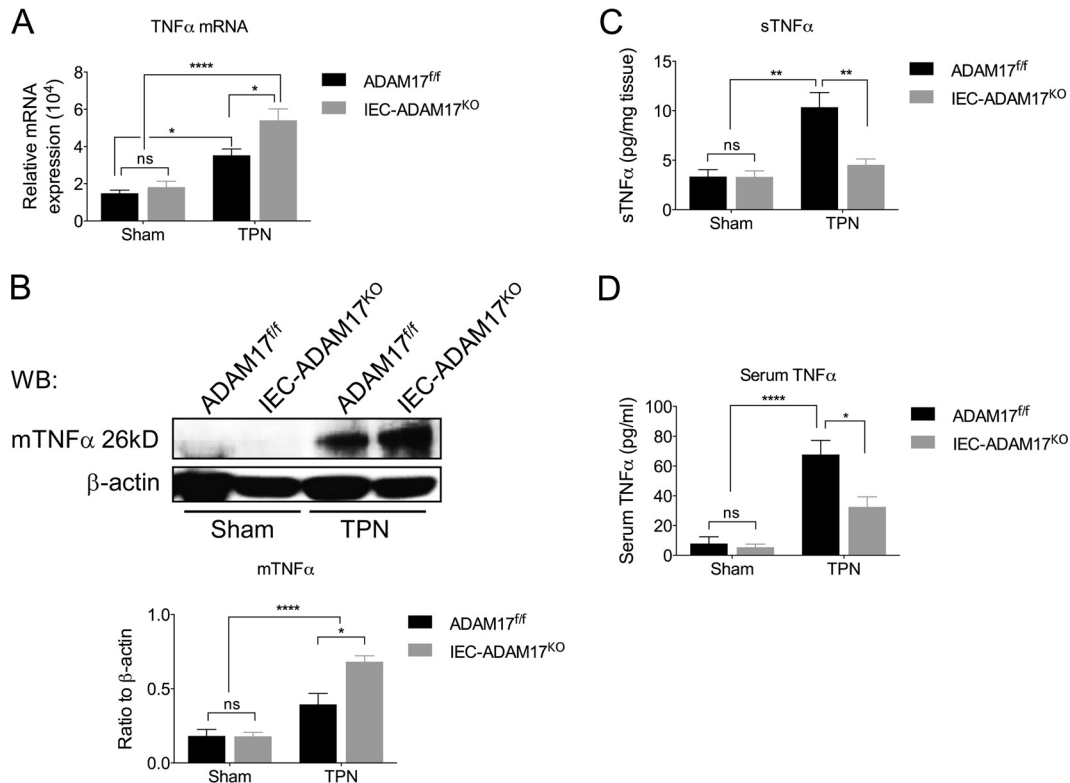 A
TNFα mRNA
Relative mRNA
expression (10⁴)
8
6
4
2
0
****
*
*
ns
Sham
TPN
ADAM17f/f
IEC-ADAM17KO
B
WB:
ADAM17f/f
IEC-ADAM17KO
ADAM17f/f
IEC-ADAM17KO
mTNFα 26kD
β-actin
Sham
TPN
mTNFα
Ratio to β-actin
1.0
0.5
0.0
****
*
ns
Sham
TPN
ADAM17f/f
IEC-ADAM17KO
C
sTNFα
sTNFα (pg/mg tissue)
15
10
5
0
**
**
ns
Sham
TPN
ADAM17f/f
IEC-ADAM17KO
D
Serum TNFα
Serum TNFα (pg/ml)
100
80
60
40
20
0
****
*
ns
Sham
TPN
ADAM17f/f
IEC-ADAM17KO